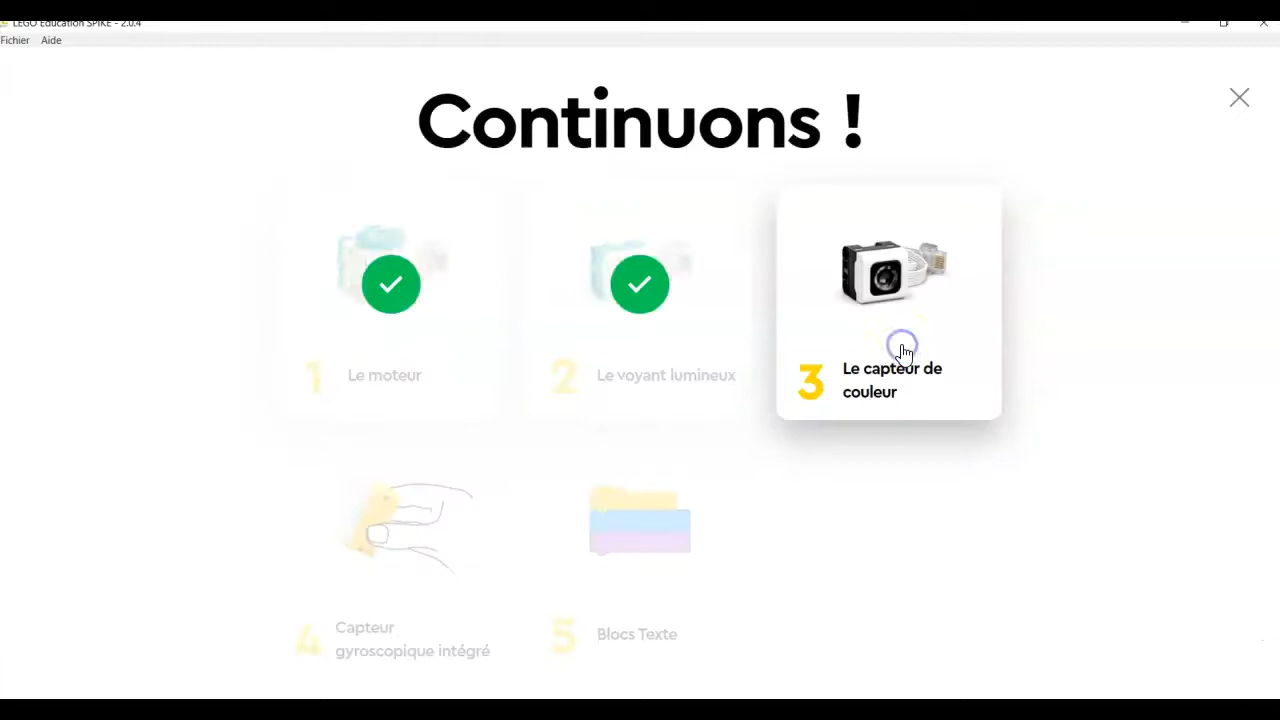 LEGO Education SPIKE - 2.0.4
Fichier Aide
Continuons !
1 Le moteur
2 Le voyant lumineux
3 Le capteur de
couleur
4 Capteur
gyroscopique intégré
5 Blocs Texte